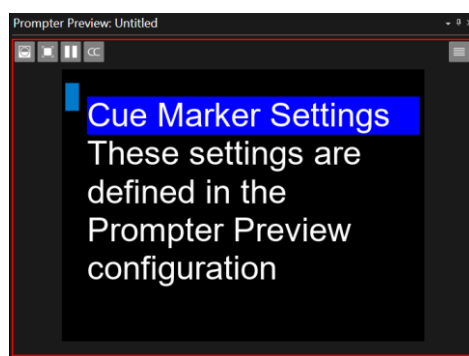 Prompter Preview: Untitled
CC
Cue Marker Settings
These settings are
defined in the
Prompter Preview
configuration